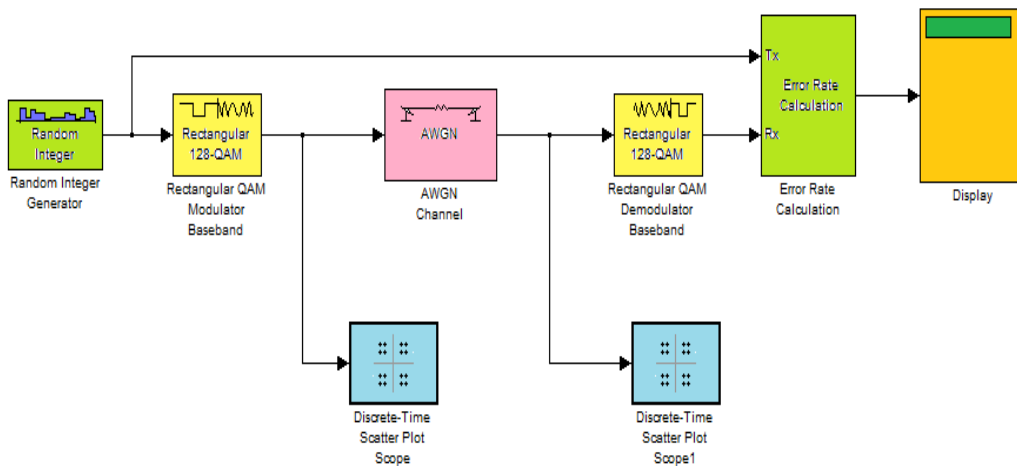 Tx
Error Rate
Calculation
Rx
Random
Integer
Rectangular
128-QAM
AWGN
Rectangular
128-QAM
Random Integer
Generator
Rectangular QAM
Modulator
Baseband
AWGN
Channel
Rectangular QAM
Demodulator
Baseband
Error Rate
Calculation
Display
Discrete-Time
Scatter Plot
Scope
Discrete-Time
Scatter Plot
Scope1